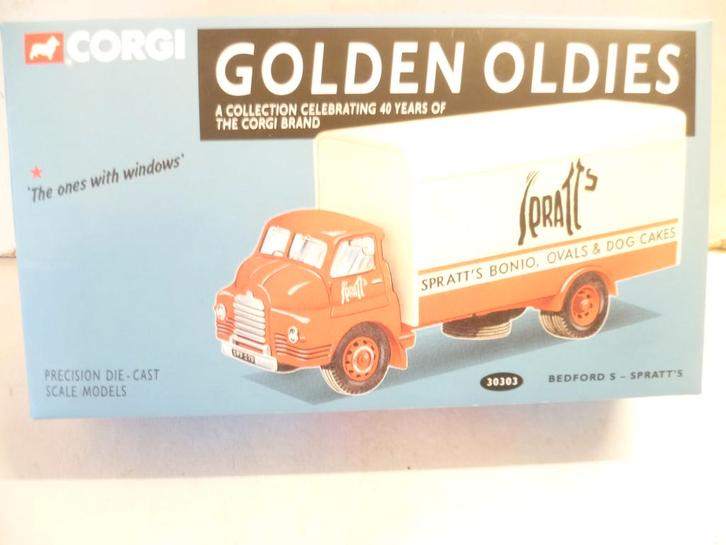 CORGI
GOLDEN OLDIES
A COLLECTION CELEBRATING 40 YEARS OF
THE CORGI BRAND
'The ones with windows'
Spratt's
SPRATT'S BONIO, OVALS & DOG CAKES
Spratt's
PRECISION DIE-CAST
SCALE MODELS
30303
BEDFORD S – SPRATT'S